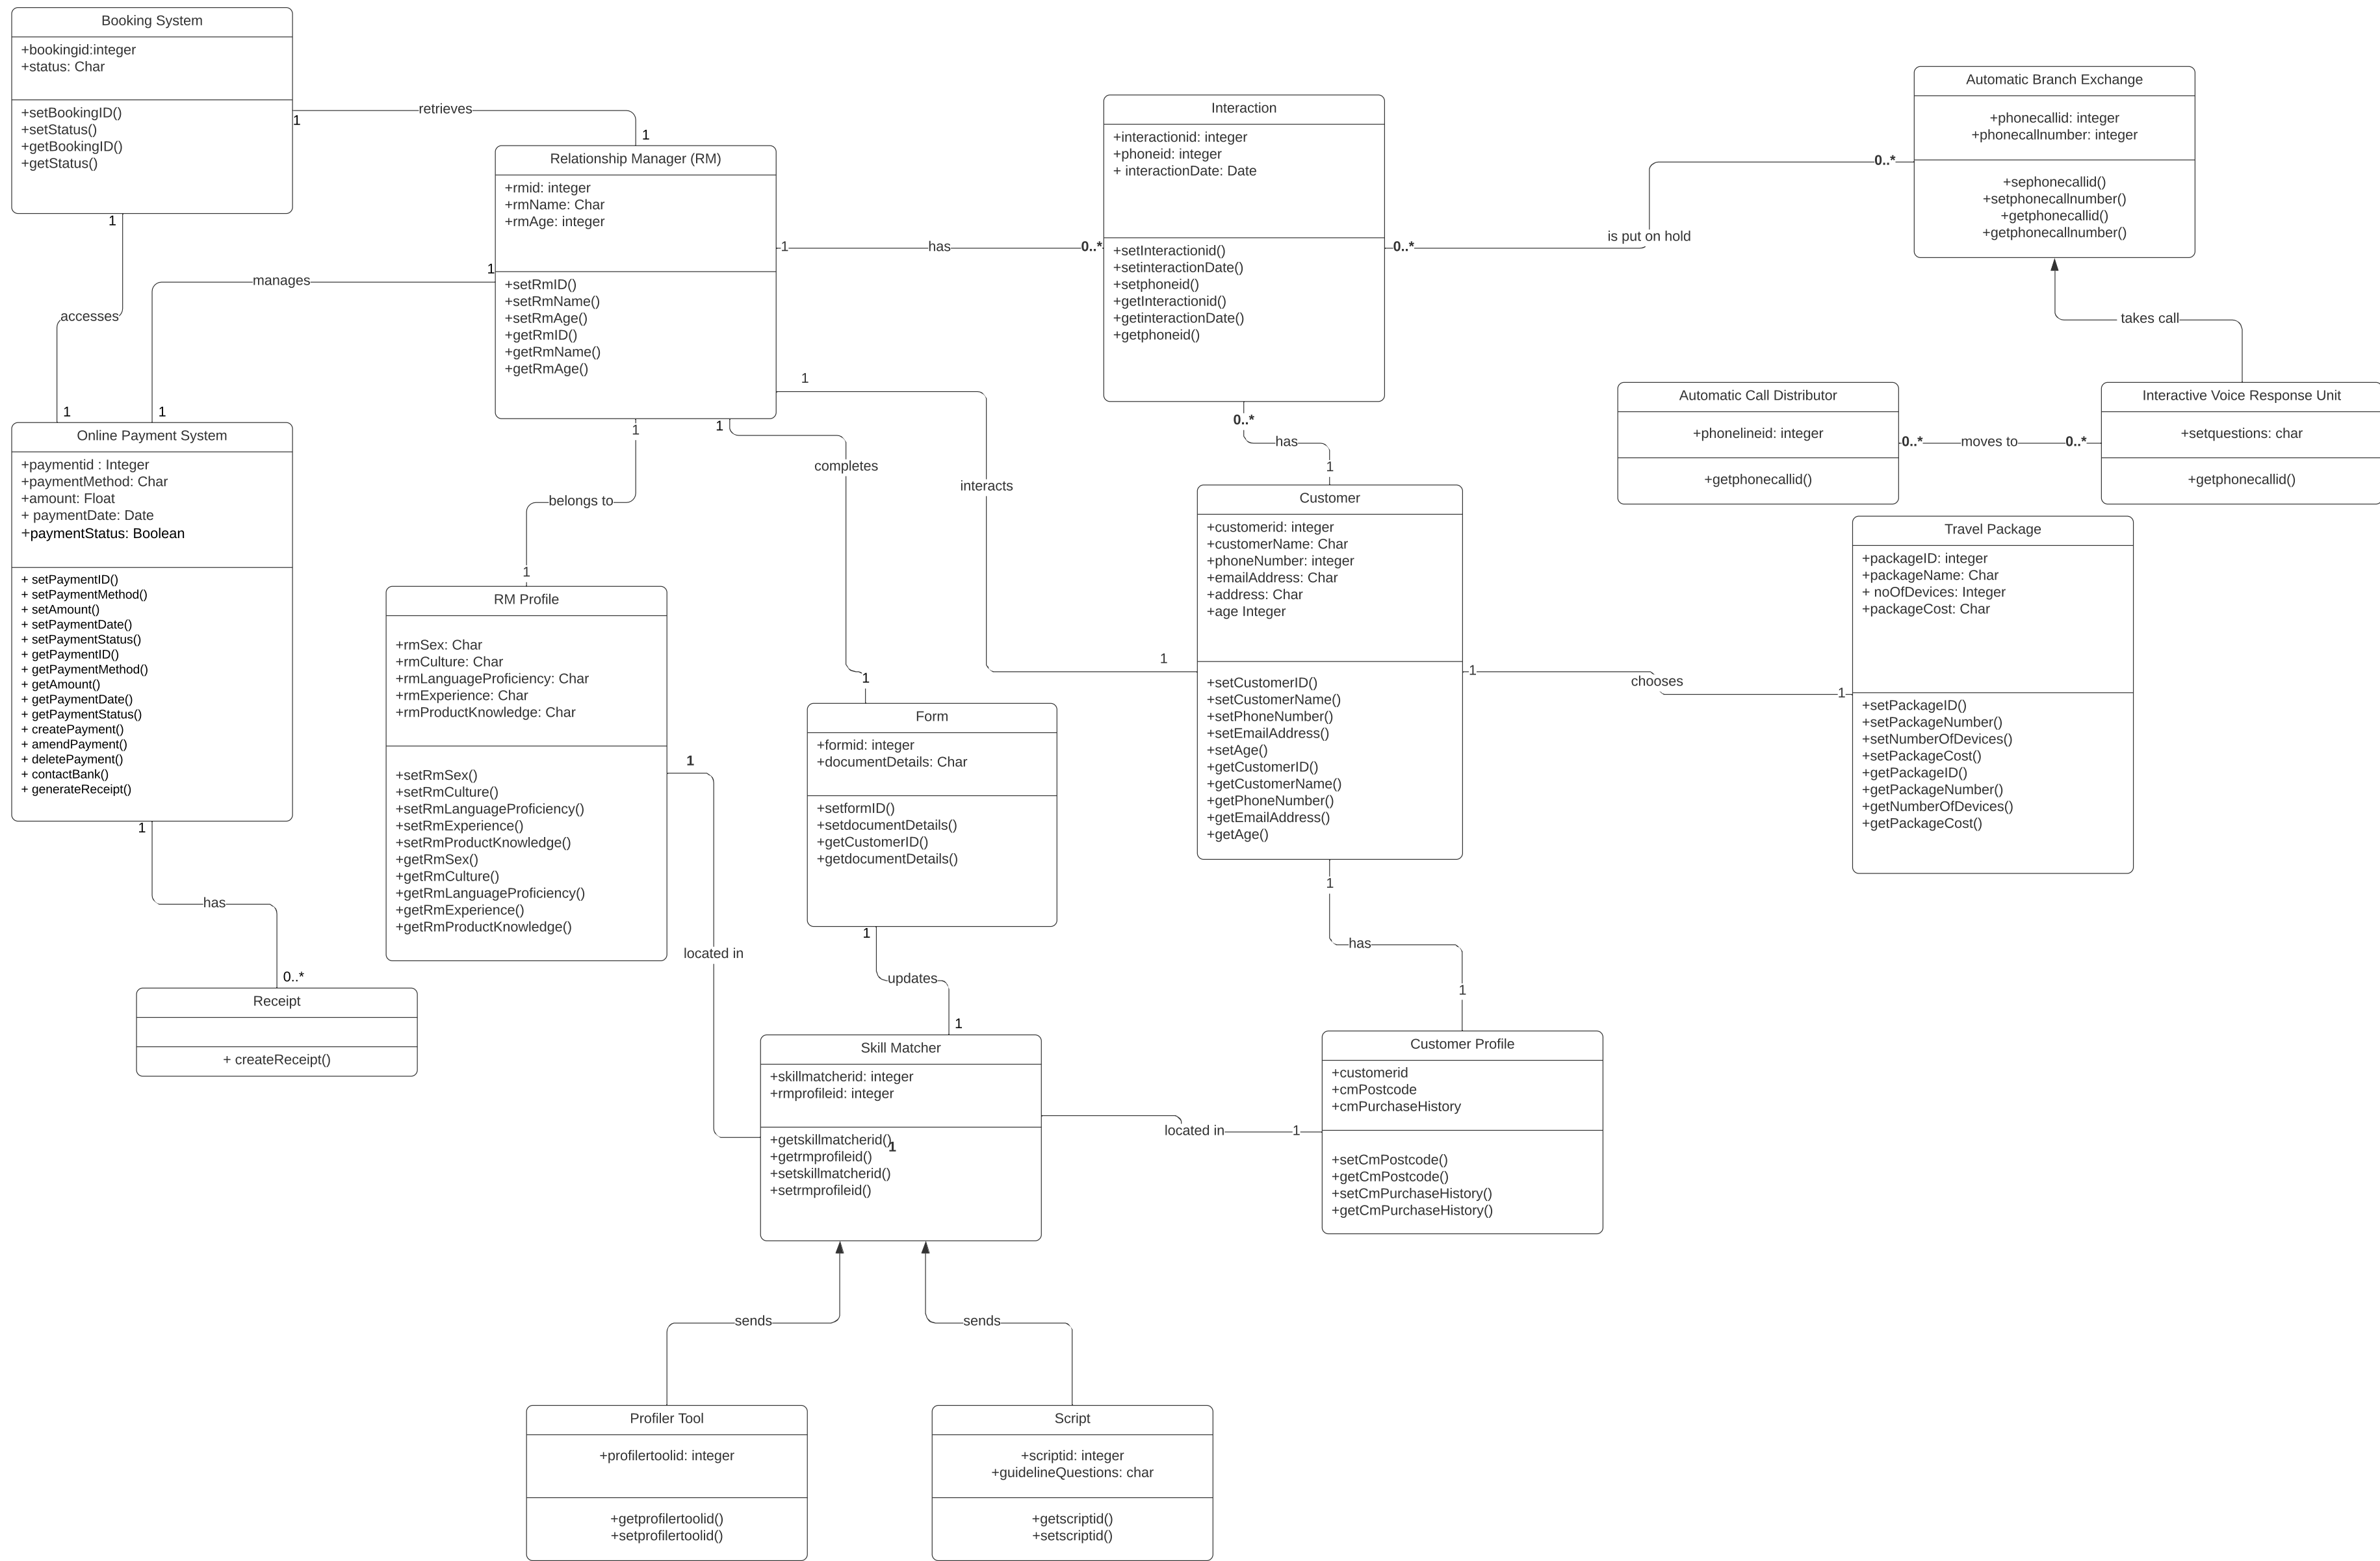 Booking System
+bookingid:integer
+status: Char
+setBookingID()
+setStatus()
+getBookingID()
+getStatus()
1
retrieves
1
1
accesses
1
manages
1
1
Relationship Manager (RM)
+rmid: integer
+rmName: Char
+rmAge: integer
+setRmID()
+setRmName()
+setRmAge()
+getRmID()
+getRmName()
+getRmAge()
1
has
0..*
Interaction
+interactionid: integer
+phoneid: integer
+ interactionDate: Date
+setInteractionid()
+setinteractionDate()
+setphoneid()
+getInteractionid()
+getinteractionDate()
+getphoneid()
0..*
is put on hold
0..*
Automatic Branch Exchange
+phonecallid: integer
+phonecallnumber: integer
+sephonecallid()
+setphonecallnumber()
+getphonecallid()
+getphonecallnumber()
takes call
Automatic Call Distributor
+phonelineid: integer
+getphonecallid()
0..*
moves to
0..*
Interactive Voice Response Unit
+setquestions: char
+getphonecallid()
Online Payment System
+paymentid : Integer
+paymentMethod: Char
+amount: Float
+ paymentDate: Date
+paymentStatus: Boolean
+ setPaymentID()
+ setPaymentMethod()
+ setAmount()
+ setPaymentDate()
+ setPaymentStatus()
+ getPaymentID()
+ getPaymentMethod()
+ getAmount()
+ getPaymentDate()
+ getPaymentStatus()
+ createPayment()
+ amendPayment()
+ deletePayment()
+ contactBank()
+ generateReceipt()
1
has
0..*
Receipt
+ createReceipt()
1
belongs to
1
RM Profile
+rmSex: Char
+rmCulture: Char
+rmLanguageProficiency: Char
+rmExperience: Char
+rmProductKnowledge: Char
+setRmSex()
+setRmCulture()
+setRmLanguageProficiency()
+setRmExperience()
+setRmProductKnowledge()
+getRmSex()
+getRmCulture()
+getRmLanguageProficiency()
+getRmExperience()
+getRmProductKnowledge()
1
located in
1
completes
1
Form
+formid: integer
+documentDetails: Char
+setformID()
+setdocumentDetails()
+getCustomerID()
+getdocumentDetails()
1
updates
1
1
interacts
1
0..*
has
1
Customer
+customerid: integer
+customerName: Char
+phoneNumber: integer
+emailAddress: Char
+address: Char
+age Integer
+setCustomerID()
+setCustomerName()
+setPhoneNumber()
+setEmailAddress()
+setAge()
+getCustomerID()
+getCustomerName()
+getPhoneNumber()
+getEmailAddress()
+getAge()
1
chooses
1
Travel Package
+packageID: integer
+packageName: Char
+ noOfDevices: Integer
+packageCost: Char
+setPackageID()
+setPackageNumber()
+setNumberOfDevices()
+setPackageCost()
+getPackageID()
+getPackageNumber()
+getNumberOfDevices()
+getPackageCost()
1
has
1
Skill Matcher
+skillmatcherid: integer
+rmprofileid: integer
+getskillmatcherid()
1
+getrmprofileid()
+setskillmatcherid()
+setrmprofileid()
located in
1
Customer Profile
+customerid
+cmPostcode
+cmPurchaseHistory
+setCmPostcode()
+getCmPostcode()
+setCmPurchaseHistory()
+getCmPurchaseHistory()
sends
sends
Profiler Tool
+profilertoolid: integer
+getprofilertoolid()
+setprofilertoolid()
Script
+scriptid: integer
+guidelineQuestions: char
+getscriptid()
+setscriptid()